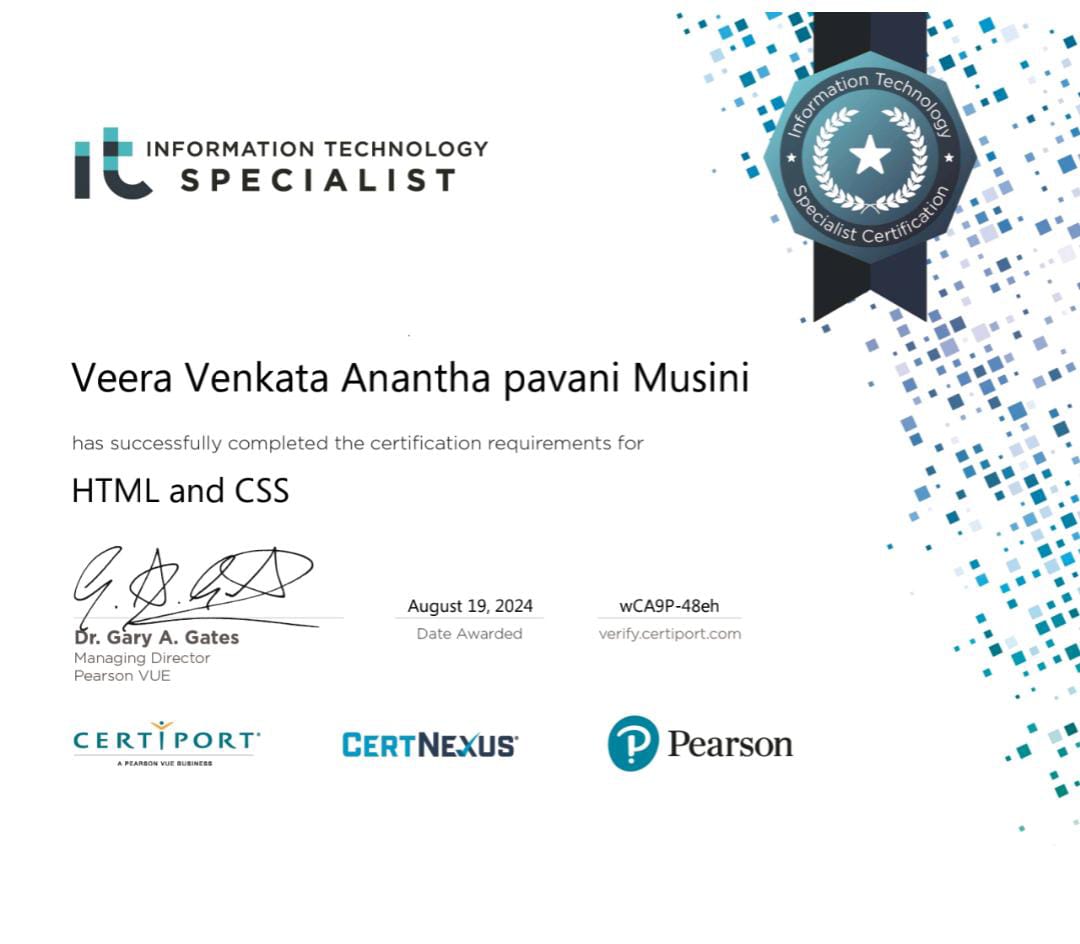 it INFORMATION TECHNOLOGY
SPECIALIST
Information Technology
Specialist Certification
Veera Venkata Anantha pavani Musini
has successfully completed the certification requirements for
HTML and CSS
August 19, 2024
wCA9P-48eh
Dr. Gary A. Gates
Date Awarded
verify.certiport.com
Managing Director
Pearson VUE
CERTIPORT
A PEARSON VUE BUSINESS
CERTNEXUS®
P Pearson